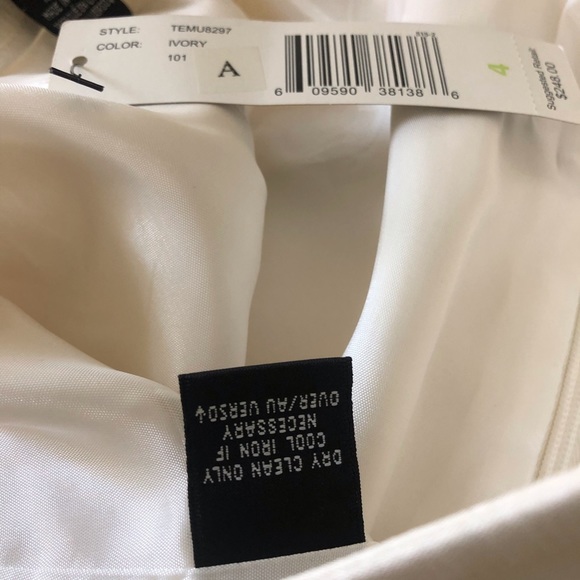 STYLE: TEMU8297
COLOR: IVORY
101
A
6 09590 38138 6
4
Suggested Retail
$248.00
DRY CLEAN ONLY
COOL IRON IF
NECESSARY
OVER/AU VERSO↓